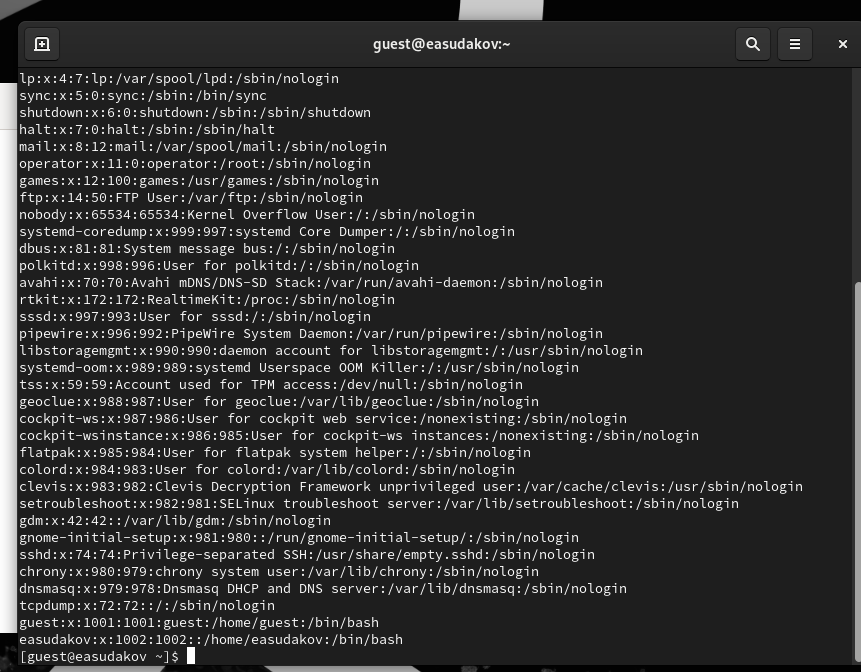 guest@easudakov:~
lp:x:4:7:lp:/var/spool/lpd:/sbin/nologin
sync:x:5:0:sync:/sbin:/bin/sync
shutdown:x:6:0:shutdown:/sbin:/sbin/shutdown
halt:x:7:0:halt:/sbin:/sbin/halt
mail:x:8:12:mail:/var/spool/mail:/sbin/nologin
operator:x:11:0:operator:/root:/sbin/nologin
games:x:12:100:games:/usr/games:/sbin/nologin
ftp:x:14:50:FTP User:/var/ftp:/sbin/nologin
nobody:x:65534:65534:Kernel Overflow User:/:/sbin/nologin
systemd-coredump:x:999:997:systemd Core Dumper:/:/sbin/nologin
dbus:x:81:81:System message bus:/:/sbin/nologin
polkitd:x:998:996:User for polkitd:/:/sbin/nologin
avahi:x:70:70:Avahi mDNS/DNS-SD Stack:/var/run/avahi-daemon:/sbin/nologin
rtkit:x:172:172:RealtimeKit:/proc:/sbin/nologin
sssd:x:997:993:User for sssd:/:/sbin/nologin
pipewire:x:996:992:PipeWire System Daemon:/var/run/pipewire:/sbin/nologin
libstoragemgmt:x:990:990:daemon account for libstoragemgmt:/:/usr/sbin/nologin
systemd-oom:x:989:989:systemd Userspace OOM Killer:/:/usr/sbin/nologin
tss:x:59:59:Account used for TPM access:/dev/null:/sbin/nologin
geoclue:x:988:987:User for geoclue:/var/lib/geoclue:/sbin/nologin
cockpit-ws:x:987:986:User for cockpit web service:/nonexisting:/sbin/nologin
cockpit-wsinstance:x:986:985:User for cockpit-ws instances:/nonexisting:/sbin/nologin
flatpak:x:985:984:User for flatpak system helper:/:/sbin/nologin
colord:x:984:983:User for colord:/var/lib/colord:/sbin/nologin
clevis:x:983:982:Clevis Decryption Framework unprivileged user:/var/cache/clevis:/usr/sbin/nologin
setroubleshoot:x:982:981:SELinux troubleshoot server:/var/lib/setroubleshoot:/sbin/nologin
gdm:x:42:42::/var/lib/gdm:/sbin/nologin
gnome-initial-setup:x:981:980::/run/gnome-initial-setup/:/sbin/nologin
sshd:x:74:74:Privilege-separated SSH:/usr/share/empty.sshd:/sbin/nologin
chrony:x:980:979:chrony system user:/var/lib/chrony:/sbin/nologin
dnsmasq:x:979:978:Dnsmasq DHCP and DNS server:/var/lib/dnsmasq:/sbin/nologin
tcpdump:x:72:72::/:/sbin/nologin
guest:x:1001:1001:guest:/home/guest:/bin/bash
easudakov:x:1002:1002::/home/easudakov:/bin/bash
[guest@easudakov ~]$